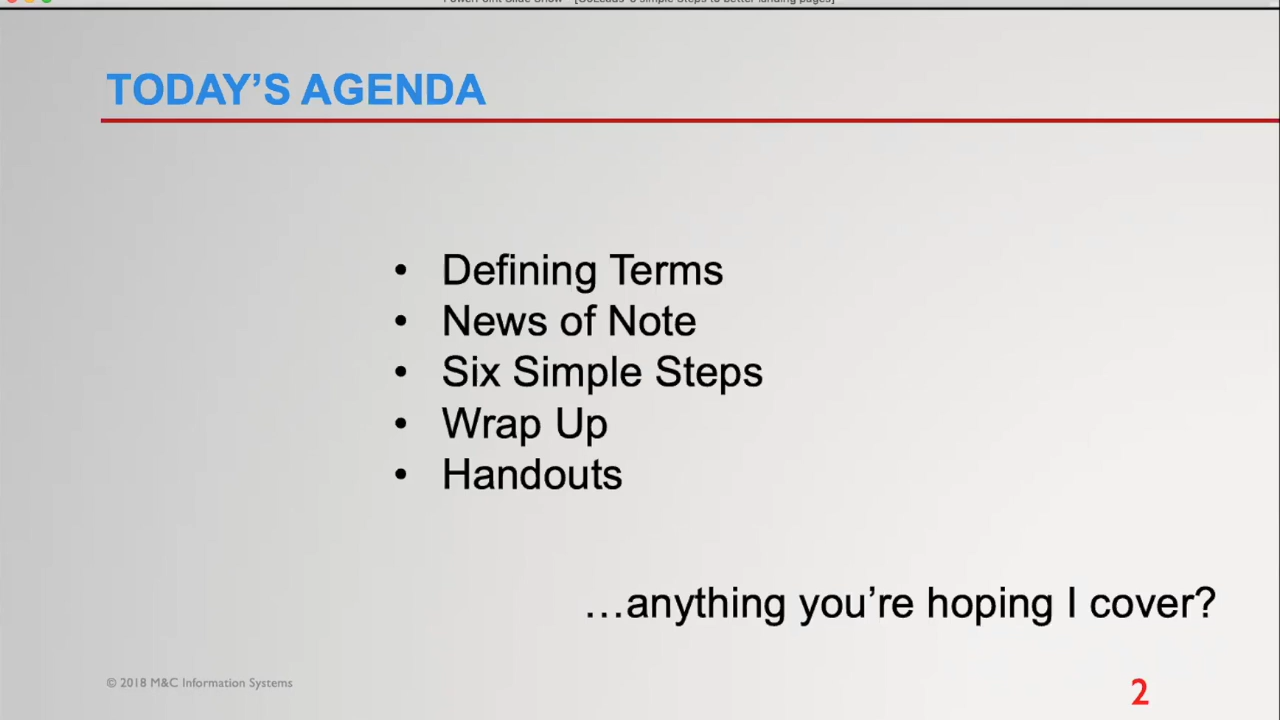 TODAY’S AGENDA
• Defining Terms
• News of Note
• Six Simple Steps
• Wrap Up
• Handouts
…anything you’re hoping I cover?
© 2018 M&C Information Systems
2